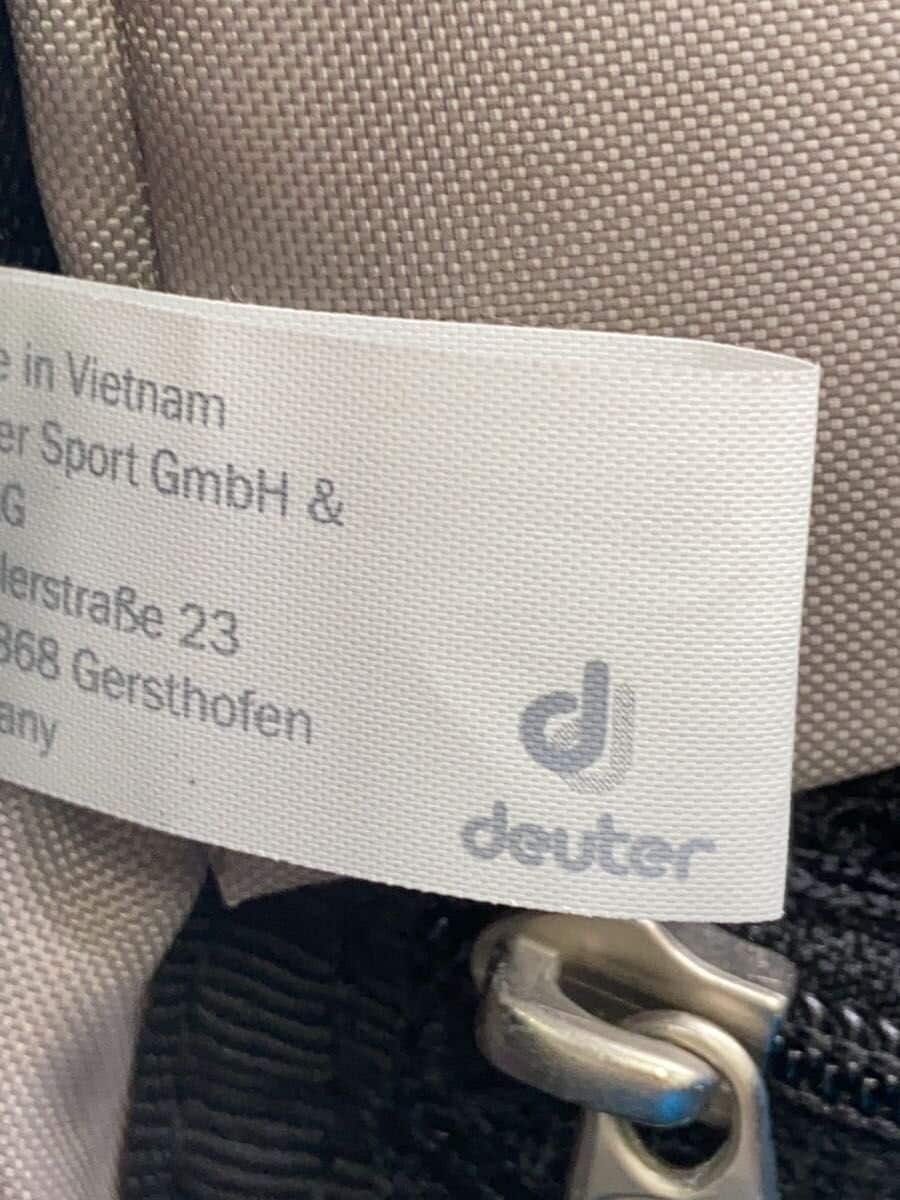 e in Vietnam
er Sport GmbH &
G
lerstraße 23
868 Gersthofen
any
d
deuter